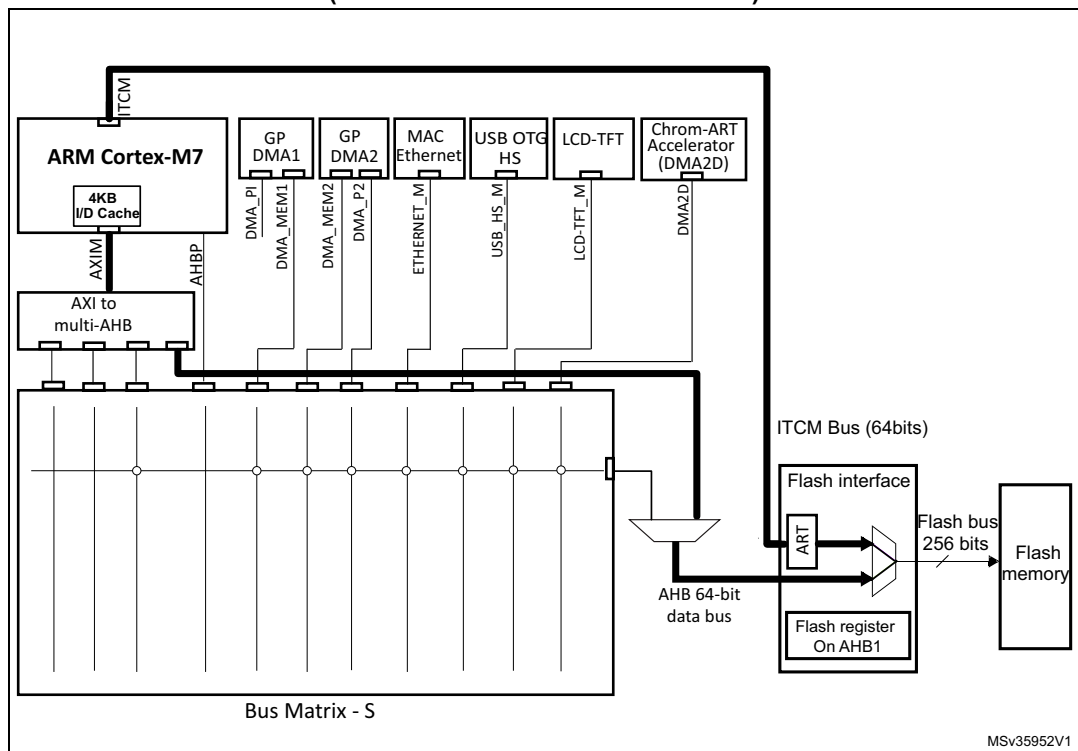 ITCM
ARM Cortex-M7
4KB
I/D Cache
GP
DMA1
GP
DMA2
MAC
Ethernet
USB OTG
HS
LCD-TFT
Chrom-ART
Accelerator
(DMA2D)
AXIM
AHBP
DMA_PI
DMA_MEM1
DMA_MEM2
DMA_P2
ETHERNET_M
USB_HS_M
LCD-TFT_M
DMA2D
AXI to
multi-AHB
ITCM Bus (64bits)
Flash interface
ART
Flash bus
256 bits
Flash
memory
AHB 64-bit
data bus
Flash register
On AHB1
Bus Matrix - S
MSv35952V1